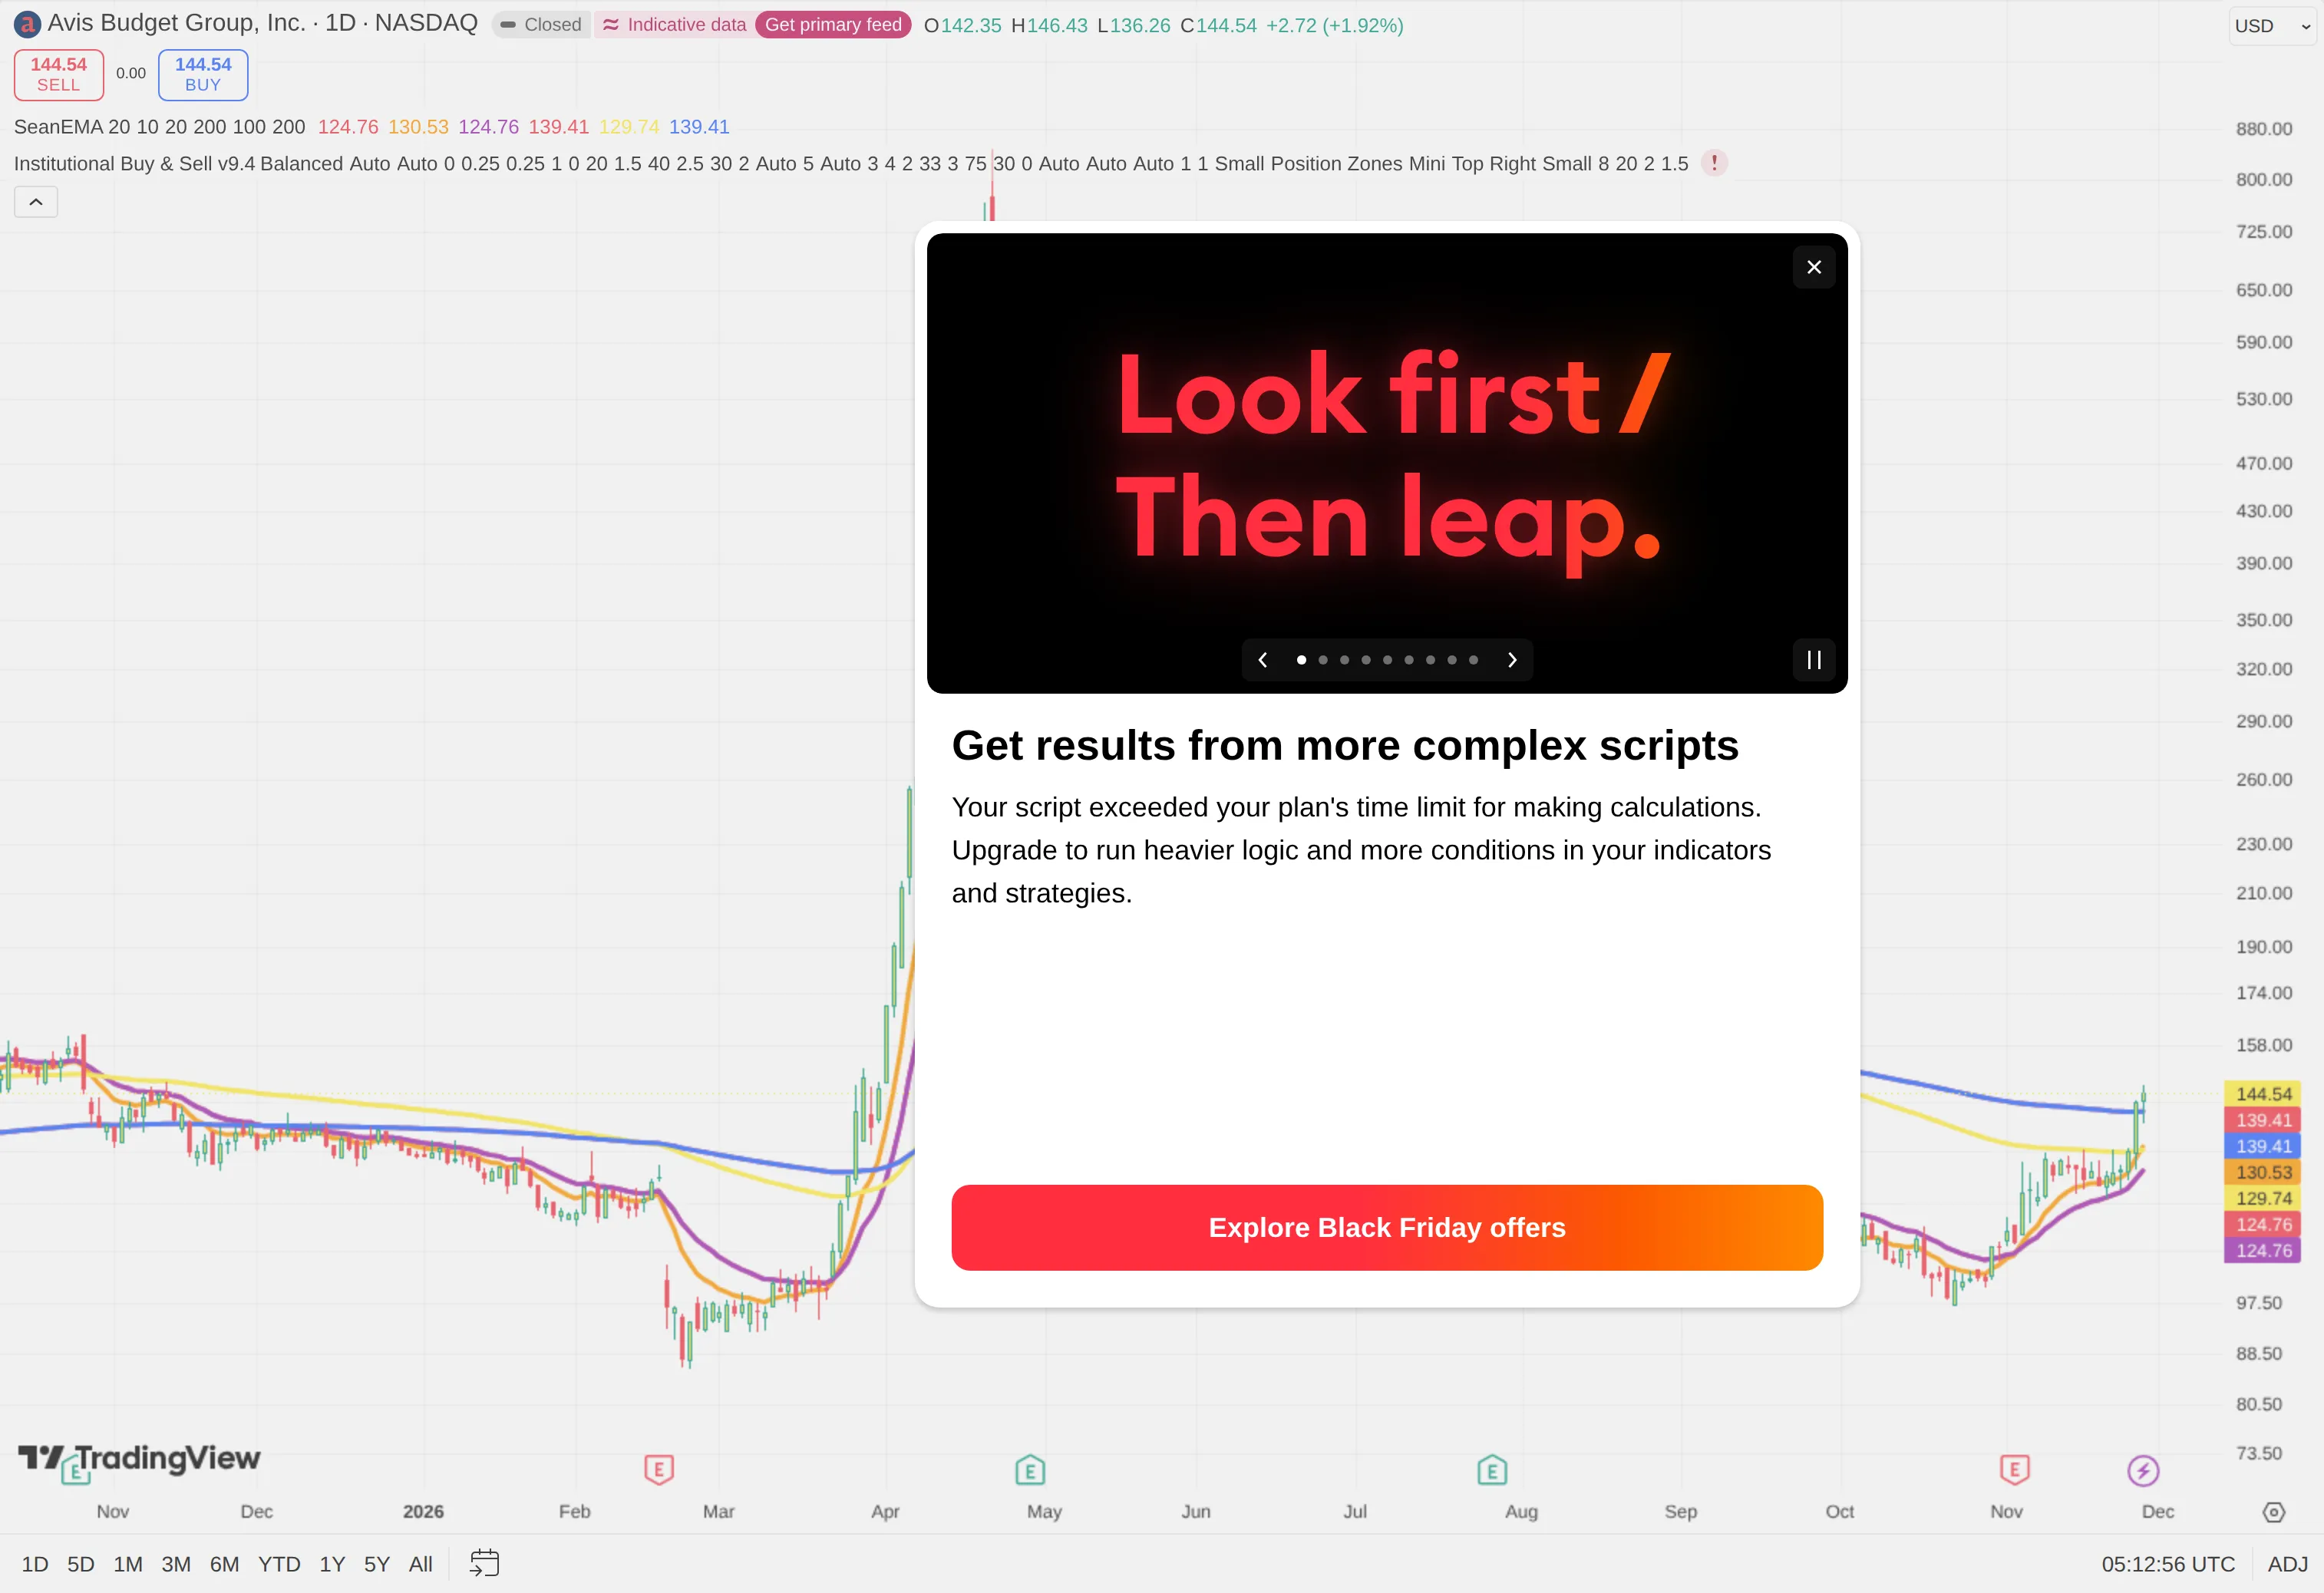 Avis Budget Group, Inc. · 1D · NASDAQ Closed Indicative data Get primary feed O142.35 H146.43 L136.26 C144.54 +2.72 (+1.92%)
USD
144.54 SELL
0.00
144.54 BUY
SeanEMA 20 10 20 200 100 200 124.76 130.53 124.76 139.41 129.74 139.41
Institutional Buy & Sell v9.4 Balanced Auto Auto 0 0.25 0.25 1 0 20 1.5 40 2.5 30 2 Auto 5 Auto 3 4 2 33 3 75 30 0 Auto Auto Auto 1 1 Small Position Zones Mini Top Right Small 8 20 2 1.5 !
Look first /
Then leap.
Get results from more complex scripts
Your script exceeded your plan's time limit for making calculations.
Upgrade to run heavier logic and more conditions in your indicators
and strategies.
Explore Black Friday offers
880.00
800.00
725.00
650.00
590.00
530.00
470.00
430.00
390.00
350.00
320.00
290.00
260.00
230.00
210.00
190.00
174.00
158.00
144.54
139.41
139.41
130.53
129.74
124.76
124.76
97.50
88.50
80.50
73.50
TradingView
E E E E E
Nov Dec 2026 Feb Mar Apr May Jun Jul Aug Sep Oct Nov Dec
1D 5D 1M 3M 6M YTD 1Y 5Y All
05:12:56 UTC ADJ